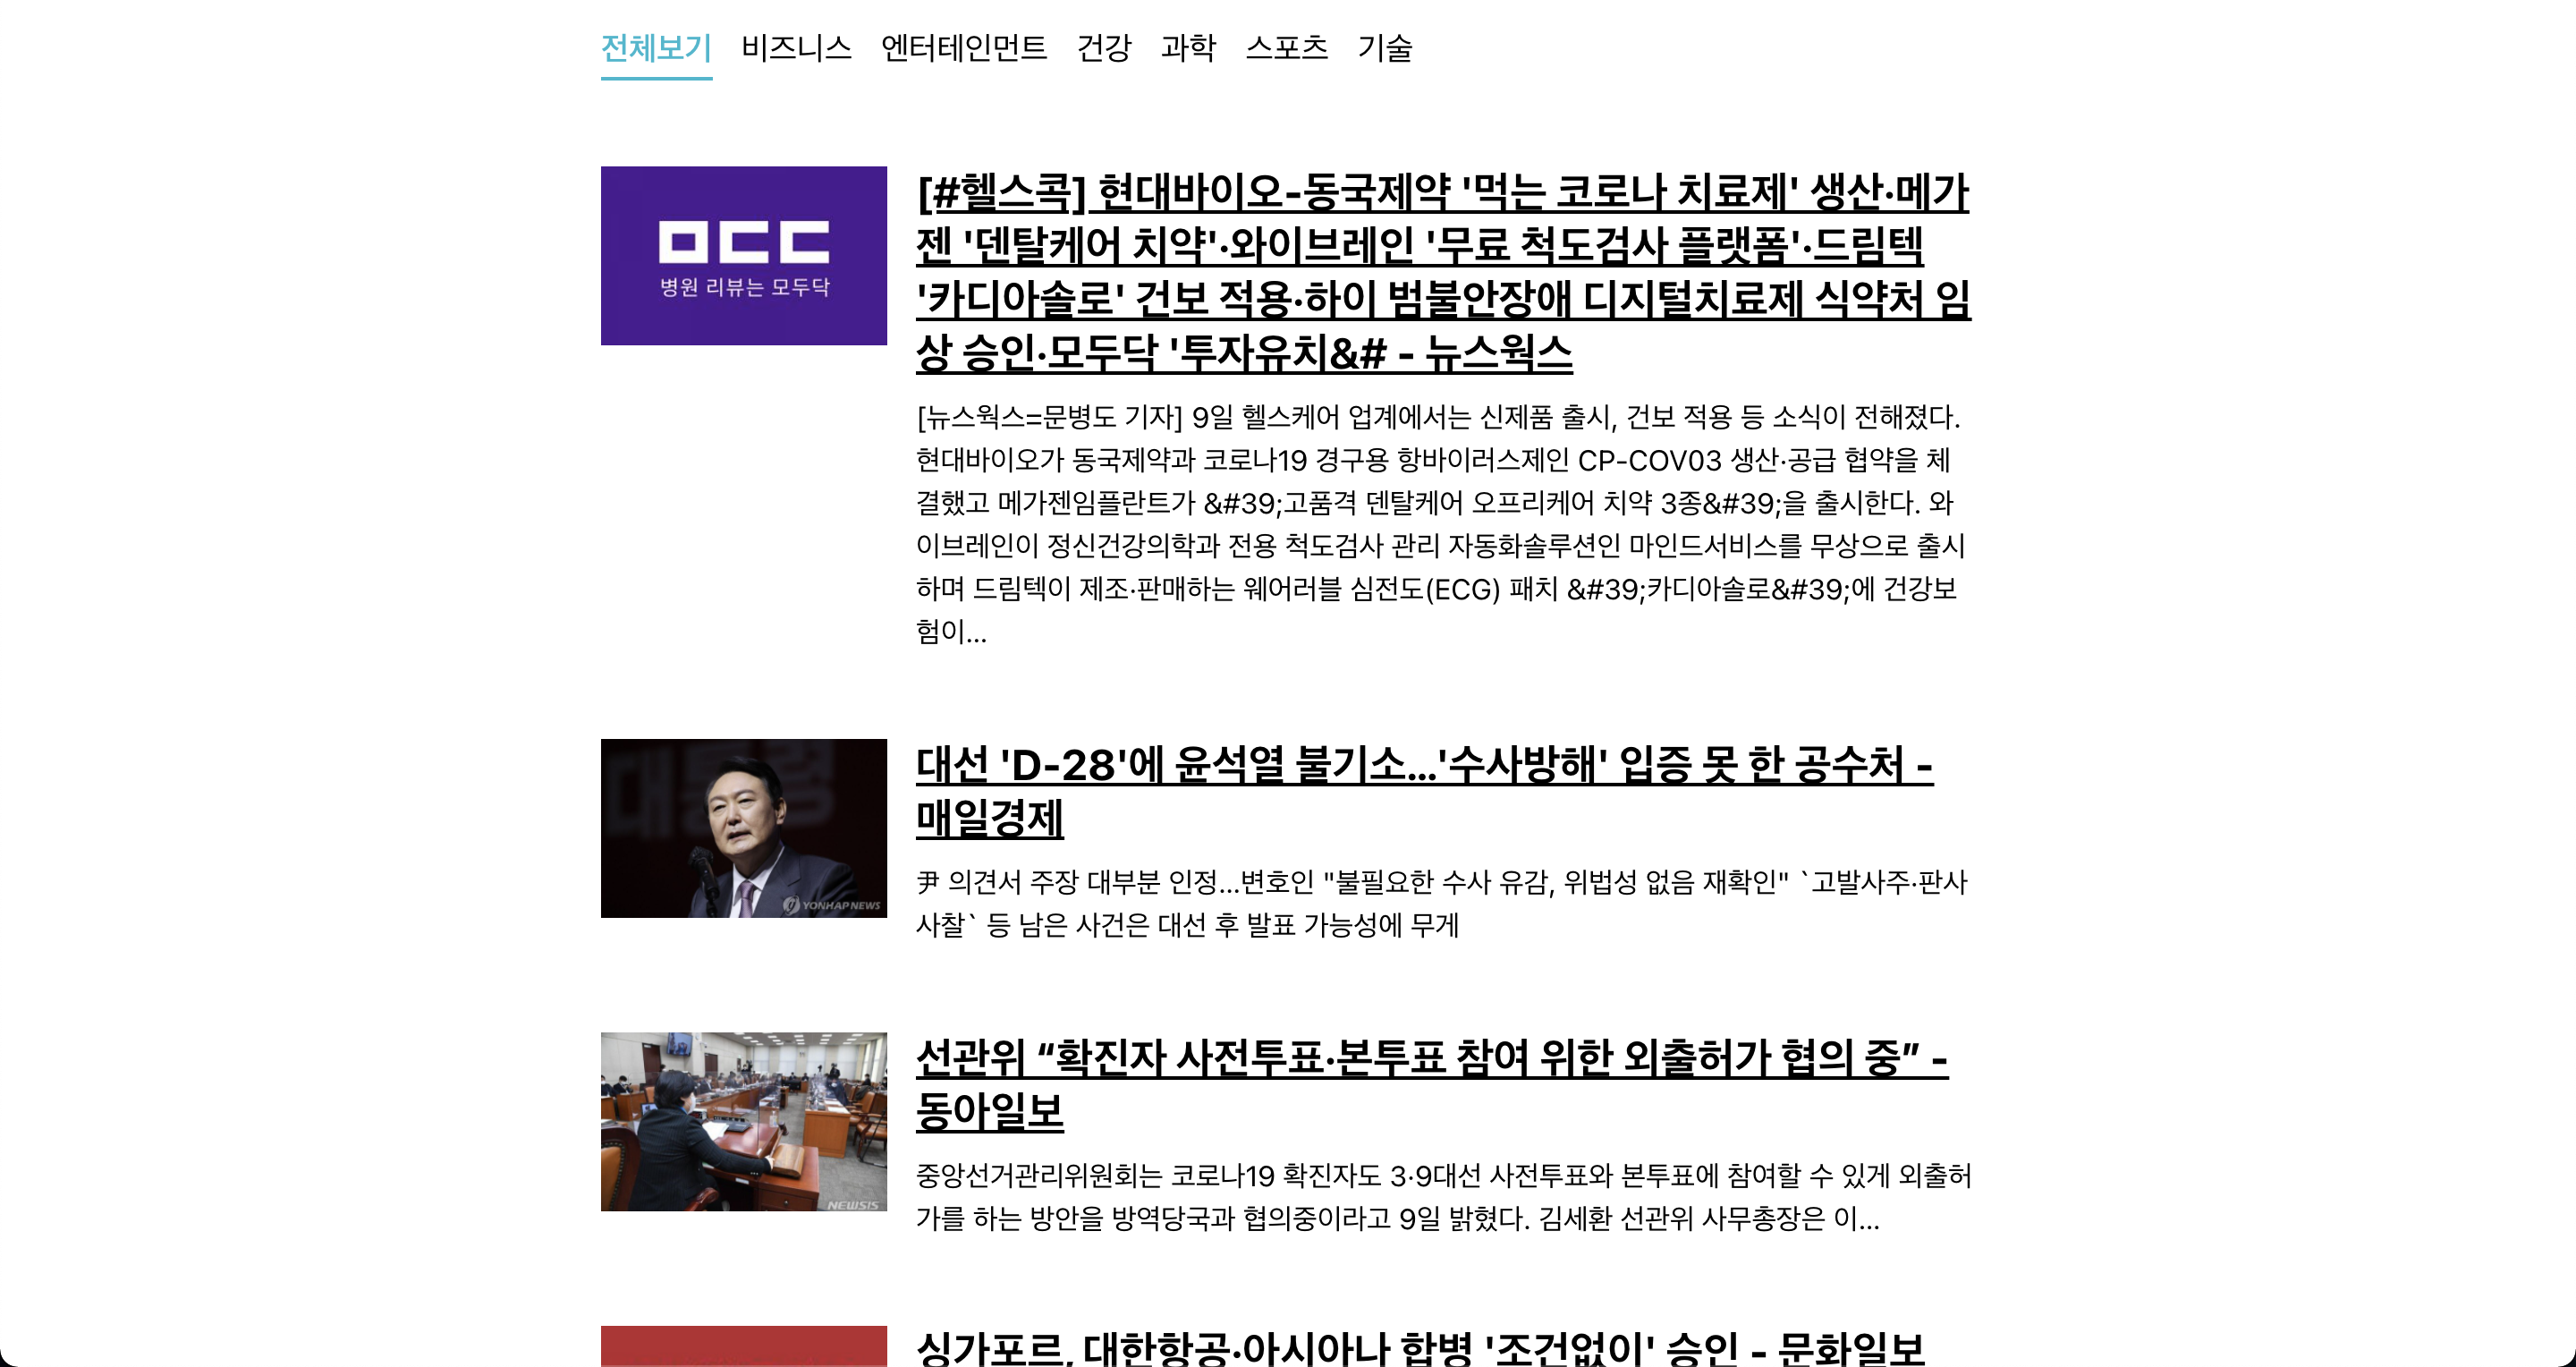 전체보기 비즈니스 엔터테인먼트 건강 과학 스포츠 기술
ㅁㄷㄷ
병원 리뷰는 모두닥
[#헬스콕] 현대바이오-동국제약 '먹는 코로나 치료제' 생산·메가
젠 '덴탈케어 치약'·와이브레인 '무료 척도검사 플랫폼'·드림텍
'카디아솔로' 건보 적용·하이 범불안장애 디지털치료제 식약처 임
상 승인·모두닥 '투자유치&# - 뉴스웍스
[뉴스웍스=문병도 기자] 9일 헬스케어 업계에서는 신제품 출시, 건보 적용 등 소식이 전해졌다.
현대바이오가 동국제약과 코로나19 경구용 항바이러스제인 CP-COV03 생산·공급 협약을 체
결했고 메가젠임플란트가 &#39;고품격 덴탈케어 오프리케어 치약 3종&#39;을 출시한다. 와
이브레인이 정신건강의학과 전용 척도검사 관리 자동화솔루션인 마인드서비스를 무상으로 출시
하며 드림텍이 제조·판매하는 웨어러블 심전도(ECG) 패치 &#39;카디아솔로&#39;에 건강보
험이...
대통령
YONHAPNEWS
대선 'D-28'에 윤석열 불기소…'수사방해' 입증 못 한 공수처 -
매일경제
尹 의견서 주장 대부분 인정…변호인 "불필요한 수사 유감, 위법성 없음 재확인" `고발사주·판사
사찰` 등 남은 사건은 대선 후 발표 가능성에 무게
NEWSIS
선관위 “확진자 사전투표·본투표 참여 위한 외출허가 협의 중” -
동아일보
중앙선거관리위원회는 코로나19 확진자도 3·9대선 사전투표와 본투표에 참여할 수 있게 외출허
가를 하는 방안을 방역당국과 협의중이라고 9일 밝혔다. 김세환 선관위 사무총장은 이…
싱가포르, 대한항공·아시아나 합병 '조건없이' 승인 - 문화일보